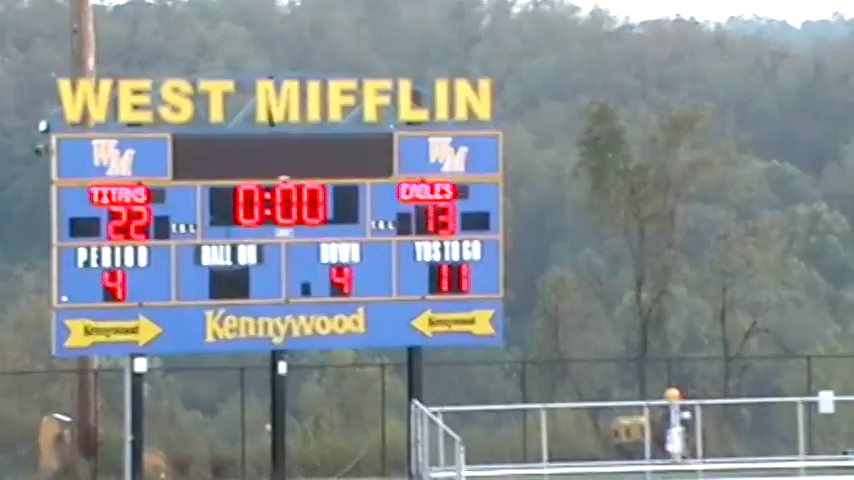 WEST MIFFLIN
WM WM
TITANS 0:00 EAGLES
22 T.O.L T.O.L 13
PERIOD BALL ON DOWN YDS TO GO
4 4 11
Kennywood Kennywood Kennywood